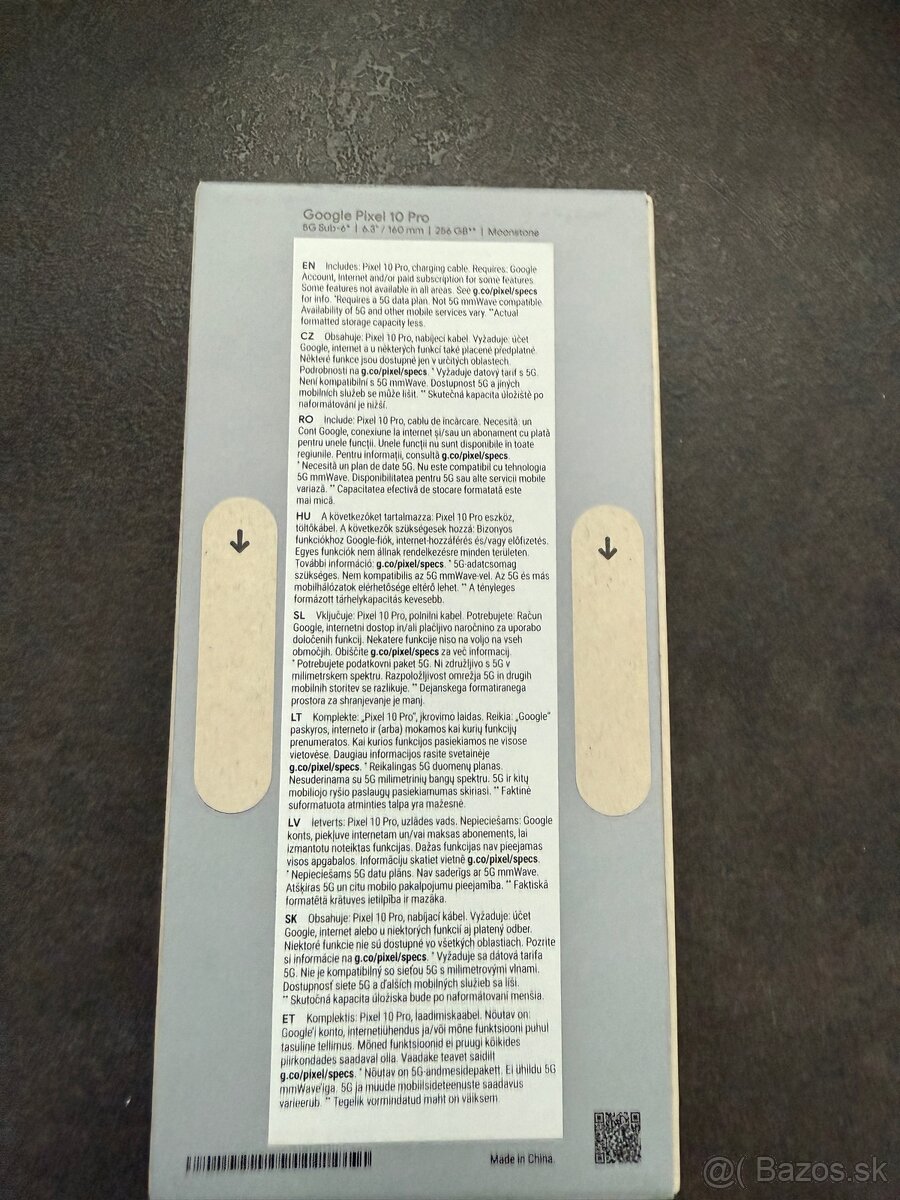 Google Pixel 10 Pro
5G Sub-6* | 6.3" / 160 mm | 256 GB** | Moonstone
EN Includes: Pixel 10 Pro, charging cable. Requires: Google
Account, Internet and/or paid subscription for some features.
Some features not available in all areas. See g.co/pixel/specs
for info. *Requires a 5G data plan. Not 5G mmWave compatible.
Availability of 5G and other mobile services vary. **Actual
formatted storage capacity less.
CZ Obsahuje: Pixel 10 Pro, nabíjecí kabel. Vyžaduje: účet
Google, internet a u některých funkcí také placené předplatné.
Některé funkce jsou dostupné jen v určitých oblastech.
Podrobnosti na g.co/pixel/specs. * Vyžaduje datový tarif s 5G.
Není kompatibilní s 5G mmWave. Dostupnost 5G a jiných
mobilních služeb se může lišit. ** Skutečná kapacita úložiště po
naformátování je nižší.
RO Include: Pixel 10 Pro, cablu de încărcare. Necesită: un
Cont Google, conexiune la internet și/sau un abonament cu plată
pentru unele funcții. Unele funcții nu sunt disponibile în toate
regiunile. Pentru informații, consultă g.co/pixel/specs.
* Necesită un plan de date 5G. Nu este compatibil cu tehnologia
5G mmWave. Disponibilitatea pentru 5G sau alte servicii mobile
variază. ** Capacitatea efectivă de stocare formatată este
mai mică.
HU A következőket tartalmazza: Pixel 10 Pro eszköz,
töltőkábel. A következők szükségesek hozzá: Bizonyos
funkciókhoz Google-fiók, internet-hozzáférés és/vagy előfizetés.
Egyes funkciók nem állnak rendelkezésre minden területen.
További információ: g.co/pixel/specs. * 5G-adatcsomag
szükséges. Nem kompatibilis az 5G mmWave-vel. Az 5G és más
mobilhálózatok elérhetősége eltérő lehet. ** A tényleges
formázott tárhelykapacitás kevesebb.
SL Vključuje: Pixel 10 Pro, polnilni kabel. Potrebujete: Račun
Google, internetni dostop in/ali plačljivo naročnino za uporabo
določenih funkcij. Nekatere funkcije niso na voljo na vseh
območjih. Obiščite g.co/pixel/specs za več informacij.
* Potrebujete podatkovni paket 5G. Ni združljivo s 5G v
milimetrskem spektru. Razpoložljivost omrežja 5G in drugih
mobilnih storitev se razlikuje. ** Dejanskega formatiranega
prostora za shranjevanje je manj.
LT Komplekte: „Pixel 10 Pro“, įkrovimo laidas. Reikia: „Google“
paskyros, interneto ir (arba) mokamos kai kurių funkcijų
prenumeratos. Kai kurios funkcijos pasiekiamos ne visose
vietovėse. Daugiau informacijos rasite svetainėje
g.co/pixel/specs. * Reikalingas 5G duomenų planas.
Nesuderinama su 5G milimetrinių bangų spektru. 5G ir kitų
mobiliojo ryšio paslaugų pasiekiamumas skiriasi. ** Faktinė
suformatuota atminties talpa yra mažesnė.
LV Ietverts: Pixel 10 Pro, uzlādes vads. Nepieciešams: Google
konts, piekļuve internetam un/vai maksas abonements, lai
izmantotu noteiktas funkcijas. Dažas funkcijas nav pieejamas
visos apgabalos. Informāciju skatiet vietnē g.co/pixel/specs.
* Nepieciešams 5G datu plāns. Nav saderīgs ar 5G mmWave.
Atšķiras 5G un citu mobilo pakalpojumu pieejamība. ** Faktiskā
formatētā krātuves ietilpība ir mazāka.
SK Obsahuje: Pixel 10 Pro, nabíjací kábel. Vyžaduje: účet
Google, internet alebo u niektorých funkcií aj platený odber.
Niektoré funkcie nie sú dostupné vo všetkých oblastiach. Pozrite
si informácie na g.co/pixel/specs. * Vyžaduje sa dátová tarifa
5G. Nie je kompatibilný so sieťou 5G s milimetrovými vlnami.
Dostupnosť siete 5G a ďalších mobilných služieb sa líši.
** Skutočná kapacita úložiska bude po naformátovaní menšia.
ET Komplektis: Pixel 10 Pro, laadimiskaabel. Nõutav on:
Google'i konto, internetiühendus ja/või mõne funktsiooni puhul
tasuline tellimus. Mõned funktsioonid ei pruugi kõikides
piirkondades saadaval olla. Vaadake teavet saidilt
g.co/pixel/specs. * Nõutav on 5G-andmesidepakett. Ei ühildu 5G
mmWave'iga. 5G ja muude mobiilsideteenuste saadavus
varieerub. ** Tegelik vormindatud maht on väiksem.
Made in China.
@( Bazos.sk